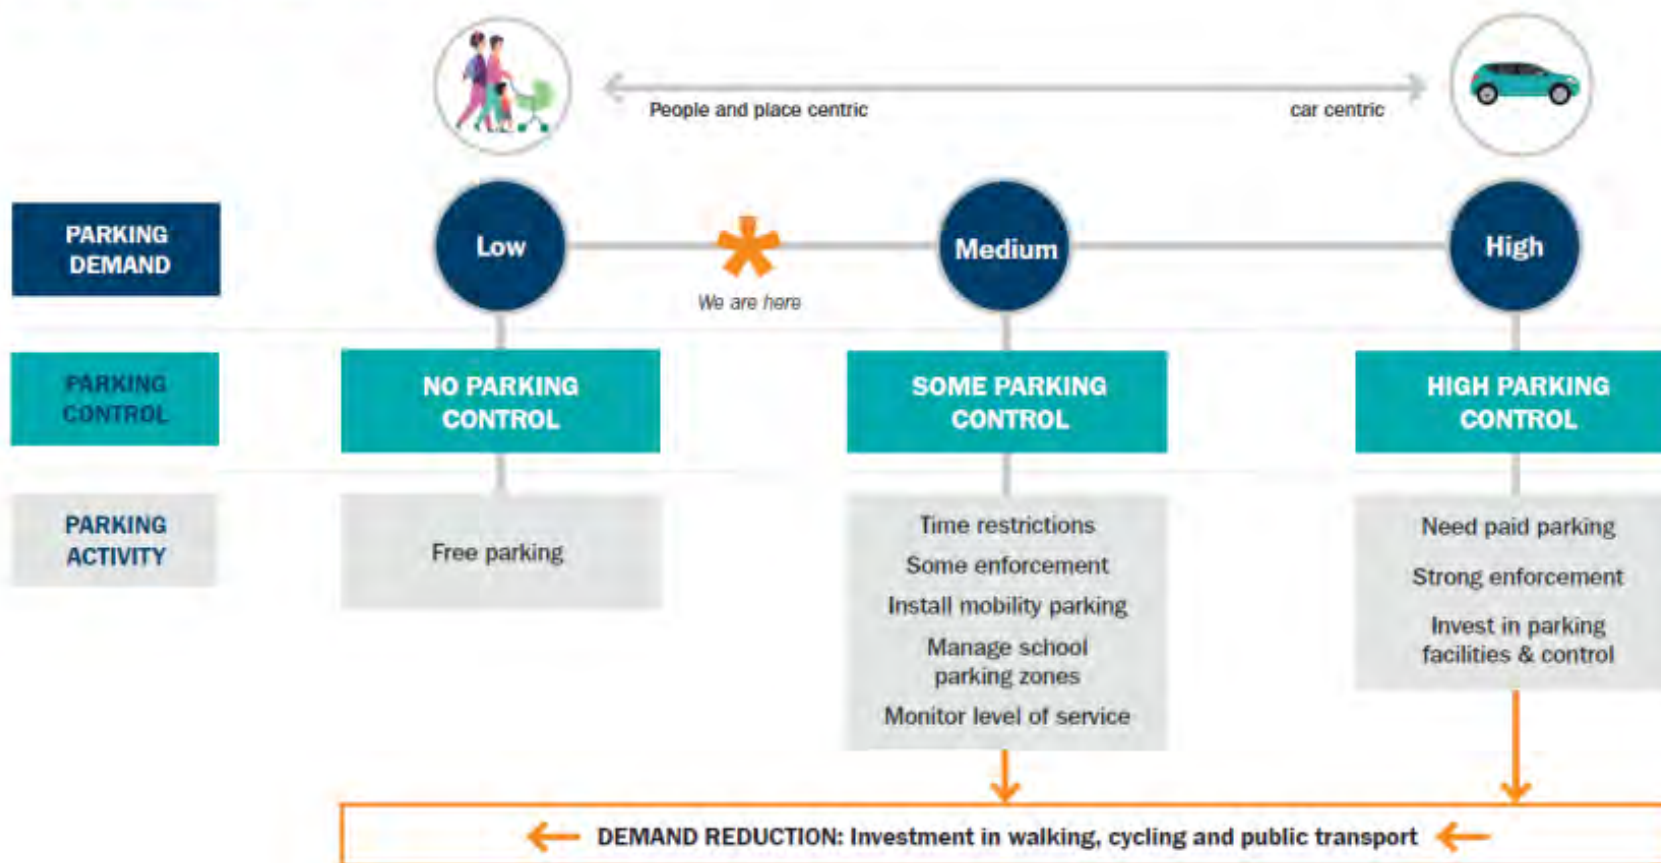 People and place centric
car centric
PARKING
DEMAND
Low
We are here
Medium
High
PARKING
CONTROL
NO PARKING
CONTROL
SOME PARKING
CONTROL
HIGH PARKING
CONTROL
PARKING
ACTIVITY
Free parking
Time restrictions
Some enforcement
Install mobility parking
Manage school
parking zones
Monitor level of service
Need paid parking
Strong enforcement
Invest in parking
facilities & control
DEMAND REDUCTION: Investment in walking, cycling and public transport